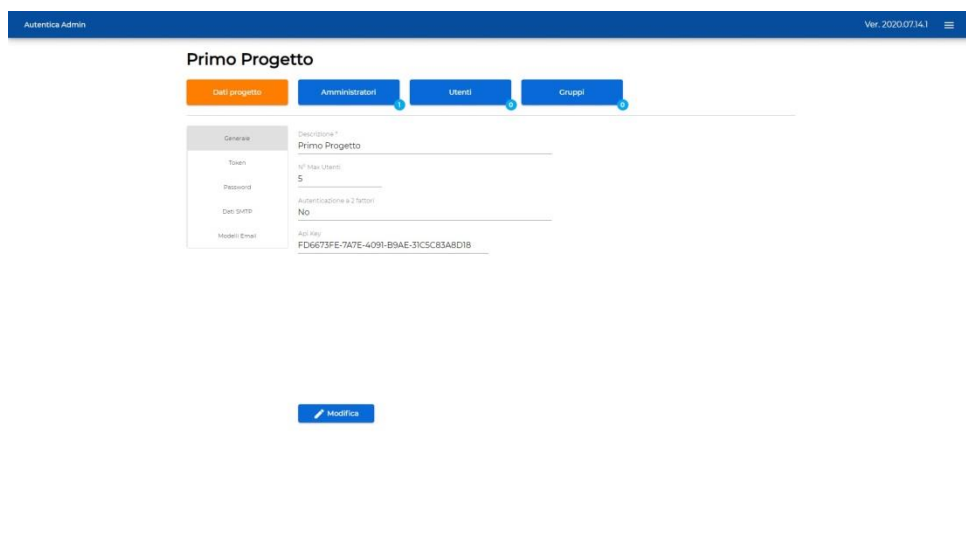 Autentica Admin
Ver. 2020.07.14.1
Primo Progetto
Dati progetto
Amministratori
1
Utenti
0
Gruppi
0
Generale
Token
Password
Dati SMTP
Modelli Email
Descrizione *
Primo Progetto
N° Max Utenti
5
Autenticazione a 2 fattori
No
Api Key
FD6673FE-7A7E-4091-B9AE-31C5C83A8D18
Modifica